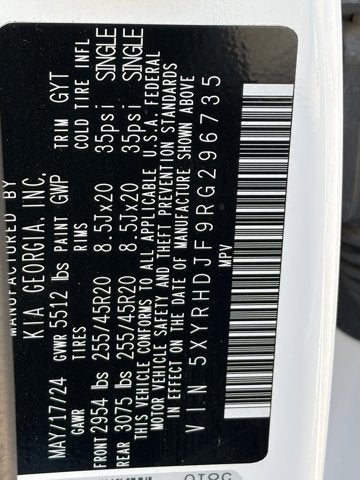 MANUFACTURED BY
KIA GEORGIA, INC.
MAY/17/24 GVWR 5512 lbs PAINT GWP TRIM GYT
GAWR TIRES RIMS COLD TIRE INFL
FRONT 2954 lbs 255/45R20 8.5Jx20 35psi SINGLE
REAR 3075 lbs 255/45R20 8.5Jx20 35psi SINGLE
THIS VEHICLE CONFORMS TO ALL APPLICABLE U.S.A. FEDERAL
MOTOR VEHICLE SAFETY AND THEFT PREVENTION STANDARDS
IN EFFECT ON THE DATE OF MANUFACTURE SHOWN ABOVE
VIN 5XYRHDJF9RG296735
MPV